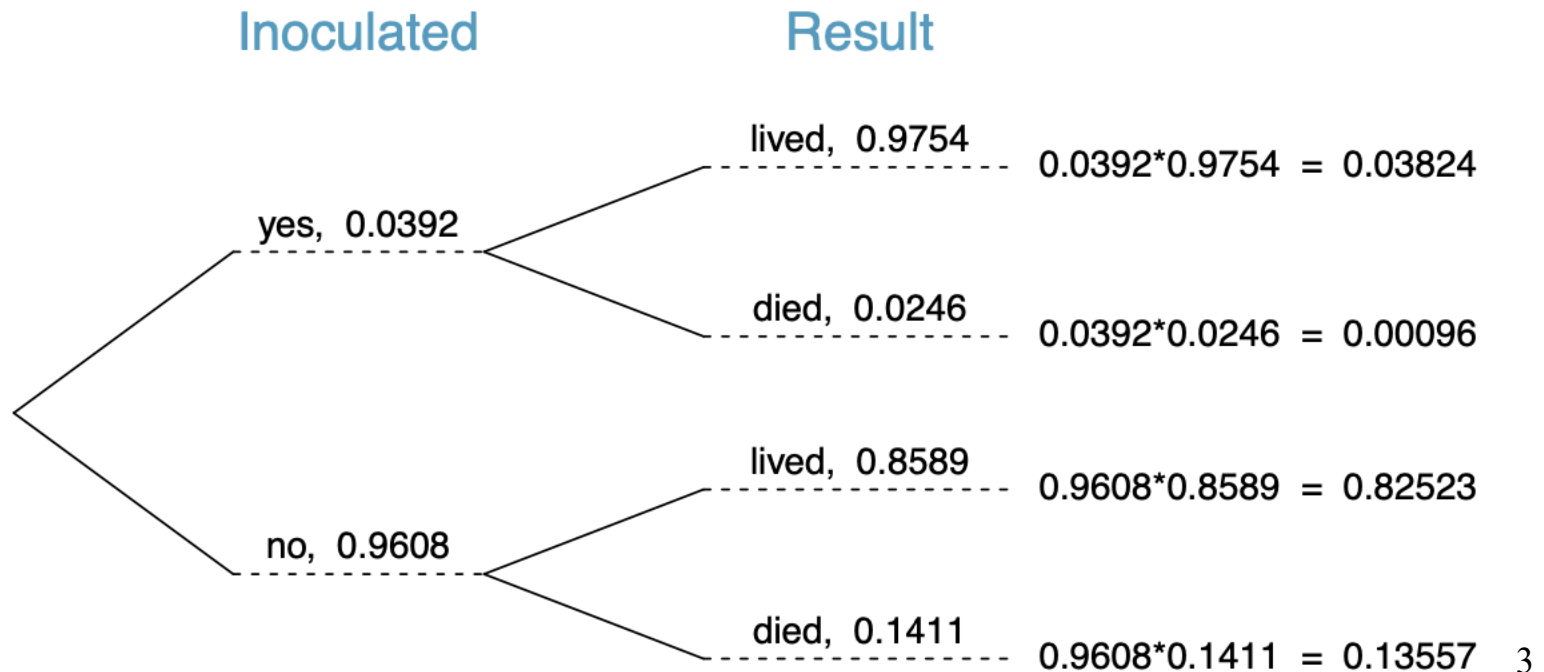 Inoculated Result
lived, 0.9754
0.0392*0.9754 = 0.03824
yes, 0.0392
died, 0.0246
0.0392*0.0246 = 0.00096
lived, 0.8589
0.9608*0.8589 = 0.82523
no, 0.9608
died, 0.1411
0.9608*0.1411 = 0.13557
3